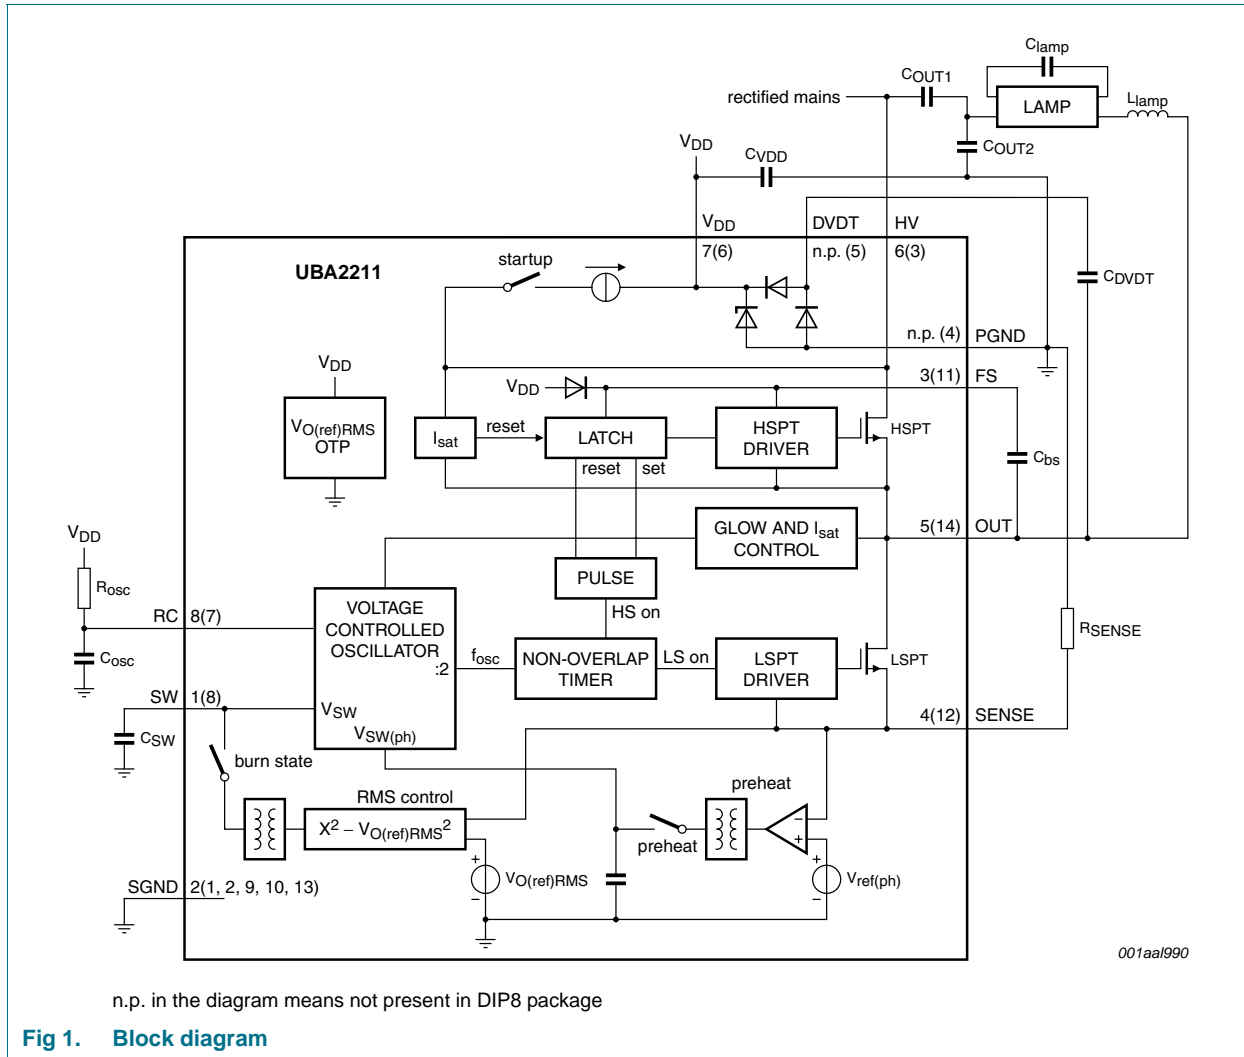 Clamp
COUT1
rectified mains
LAMP
Llamp
VDD
CVDD
COUT2
VDD
DVDT
HV
7(6)
n.p. (5)
6(3)
UBA2211
startup
CDVDT
n.p. (4)
PGND
VDD
VDD
3(11)
FS
VO(ref)RMS
OTP
Isat
reset
LATCH
HSPT
DRIVER
HSPT
reset
set
Cbs
GLOW AND Isat
CONTROL
5(14)
OUT
VDD
Rosc
PULSE
RC
8(7)
VOLTAGE
CONTROLLED
OSCILLATOR
:2
HS on
RSENSE
Cosc
fosc
NON-OVERLAP
TIMER
LS on
LSPT
DRIVER
LSPT
SW
1(8)
VSW
4(12)
SENSE
CSW
VSW(ph)
burn state
RMS control
preheat
X2 − VO(ref)RMS2
−
+
preheat
SGND
2(1, 2, 9, 10, 13)
+
VO(ref)RMS
−
+
Vref(ph)
−
001aal990
n.p. in the diagram means not present in DIP8 package
Fig 1. Block diagram